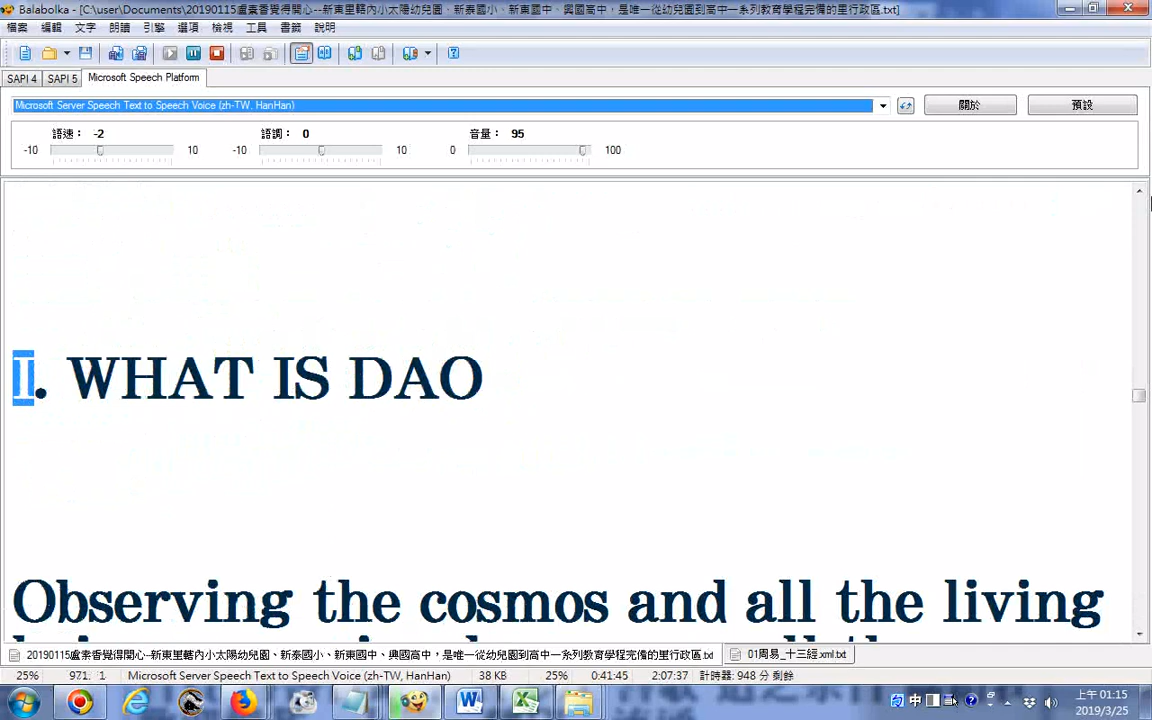 Balabolka - [C:\user\Documents\20190115盧素香覺得開心--新東里轄內小太陽幼兒園、新泰國小、新東國中、興國高中，是唯一從幼兒園到高中一系列教育學程完備的里行政區.txt]
檔案 編輯 文字 朗讀 引擎 選項 檢視 工具 書籤 說明
SAPI 4 SAPI 5 Microsoft Speech Platform
Microsoft Server Speech Text to Speech Voice (zh-TW, HanHan) 關於 預設
語速： -2 語調： 0 音量： 95
-10 10 -10 10 0 100
I. WHAT IS DAO
Observing the cosmos and all the living
20190115盧素香覺得開心--新東里轄內小太陽幼兒園、新泰國小、新東國中、興國高中，是唯一從幼兒園到高中一系列教育學程完備的里行政區.txt 01周易_十三經.xml.txt
25% 971: 1 Microsoft Server Speech Text to Speech Voice (zh-TW, HanHan) 38 KB 25% 0:41:45 2:07:37 計時器: 948 分 剩餘
中 上午 01:15
2019/3/25